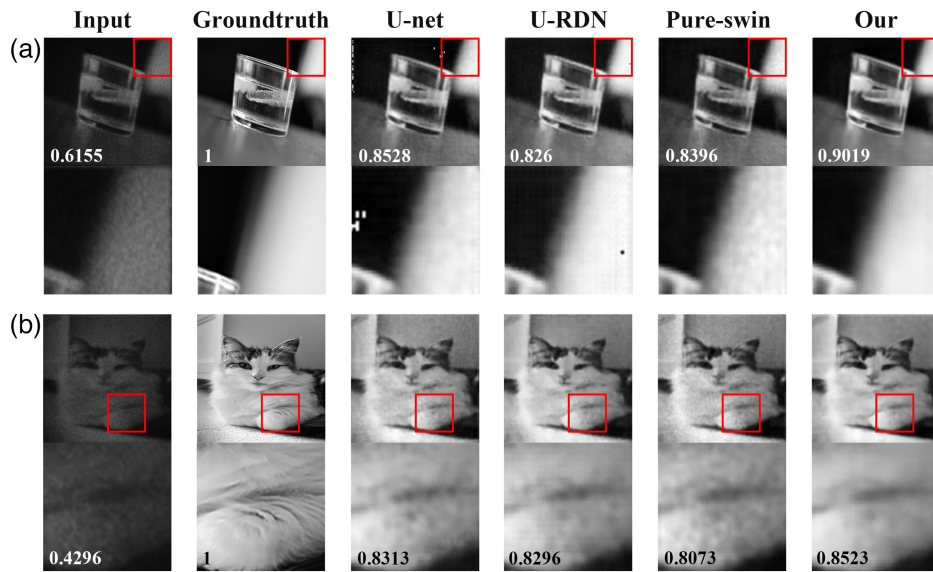 Input Groundtruth U-net U-RDN Pure-swin Our
(a)
0.6155 1 0.8528 0.826 0.8396 0.9019
(b)
0.4296 1 0.8313 0.8296 0.8073 0.8523